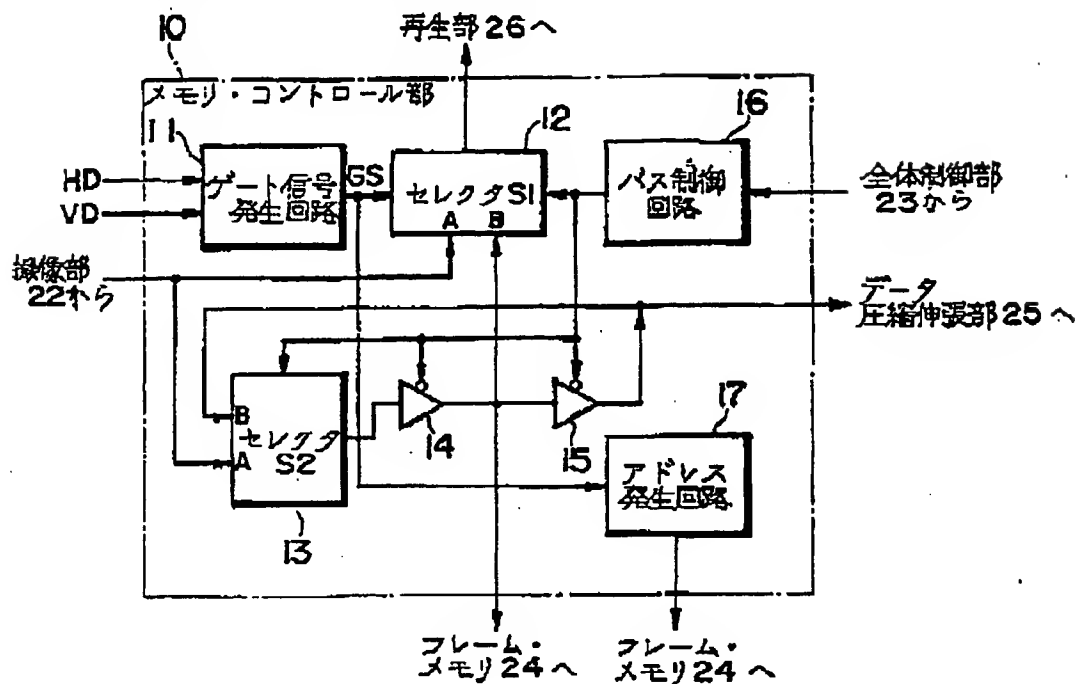 再生部26へ
10
メモリ・コントロール部
11
12
16
HD
VD
ゲート信号
発生回路
GS
セレクタS1
A B
バス制御
回路
全体制御部
23から
撮像部
22から
データ
圧縮伸張部25へ
B
A
セレクタ
S2
13
14
15
17
アドレス
発生回路
フレーム・
メモリ24へ
フレーム・
メモリ24へ